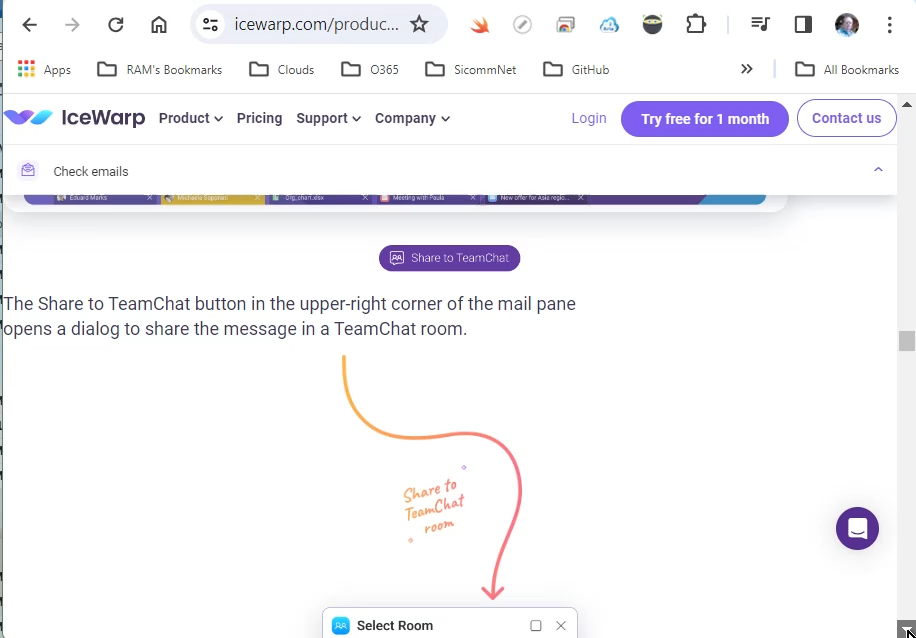 icewarp.com/produc...
Apps
RAM's Bookmarks
Clouds
O365
SicommNet
GitHub
»
All Bookmarks
IceWarp
Product
Pricing
Support
Company
Login
Try free for 1 month
Contact us
Check emails
Eduard Marks
Org_chart.xlsx
Meeting with Paula
New offer for Asia regio...
Share to TeamChat
The Share to TeamChat button in the upper-right corner of the mail pane
opens a dialog to share the message in a TeamChat room.
Share to
TeamChat
room
Select Room